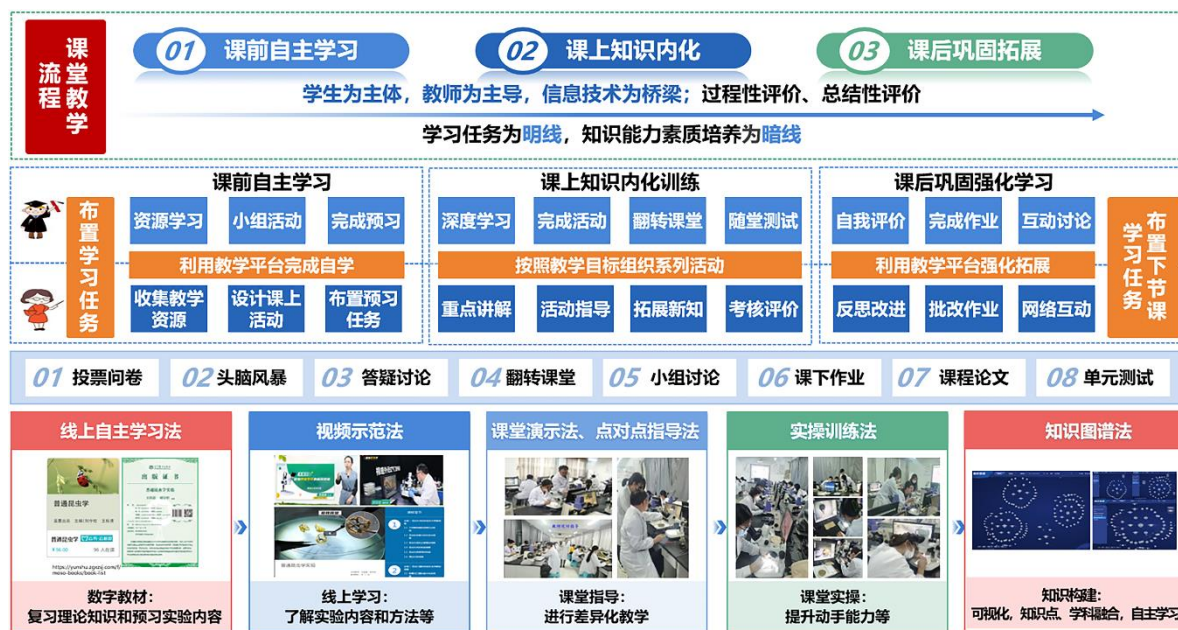 课堂教学流程
01 课前自主学习
02 课上知识内化
03 课后巩固拓展
学生为主体，教师为主导，信息技术为桥梁；过程性评价、总结性评价
学习任务为明线，知识能力素质培养为暗线
布置学习任务
课前自主学习
资源学习 小组活动 完成预习
利用教学平台完成自学
收集教学资源 设计课上活动 布置预习任务
课上知识内化训练
深度学习 完成活动 翻转课堂 随堂测试
按照教学目标组织系列活动
重点讲解 活动指导 拓展新知 考核评价
课后巩固强化学习
自我评价 完成作业 互动讨论
利用教学平台强化拓展
反思改进 批改作业 网络互动
布置下节课学习任务
01 投票问卷
02 头脑风暴
03 答疑讨论
04 翻转课堂
05 小组讨论
06 课下作业
07 课程论文
08 单元测试
线上自主学习法
普通昆虫学
出版证书
普通昆虫学
数字教材：
复习理论知识和预习实验内容
视频示范法
普通昆虫学实验
1
2
线上学习：
了解实验内容和方法等
课堂演示法、点对点指导法
课堂指导：
进行差异化教学
实操训练法
课堂实操：
提升动手能力等
知识图谱法
知识构建：
可视化，知识点、学科融合，自主学习